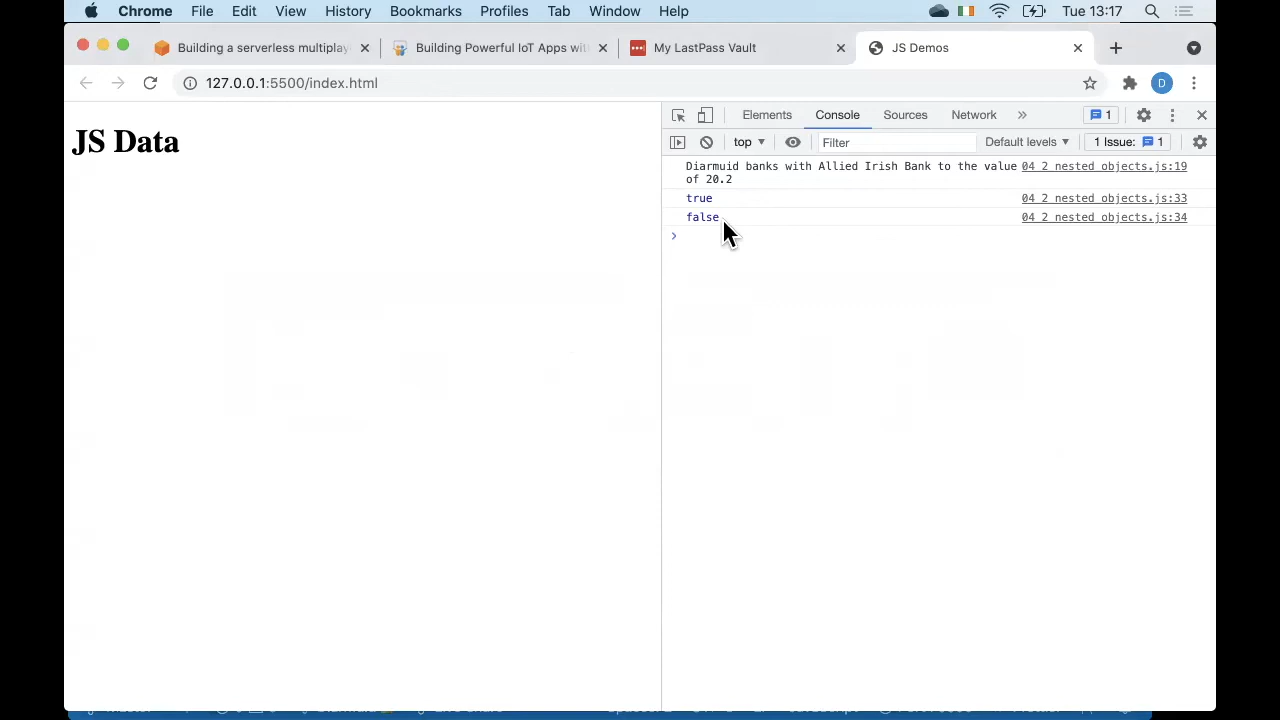 Chrome File Edit View History Bookmarks Profiles Tab Window Help Tue 13:17
Building a serverless multiplay Building Powerful IoT Apps wit My LastPass Vault JS Demos
127.0.0.1:5500/index.html D
Elements Console Sources Network 1
top Filter Default levels 1 Issue: 1
JS Data
Diarmuid banks with Allied Irish Bank to the value 04 2 nested objects.js:19
of 20.2
true 04 2 nested objects.js:33
false 04 2 nested objects.js:34